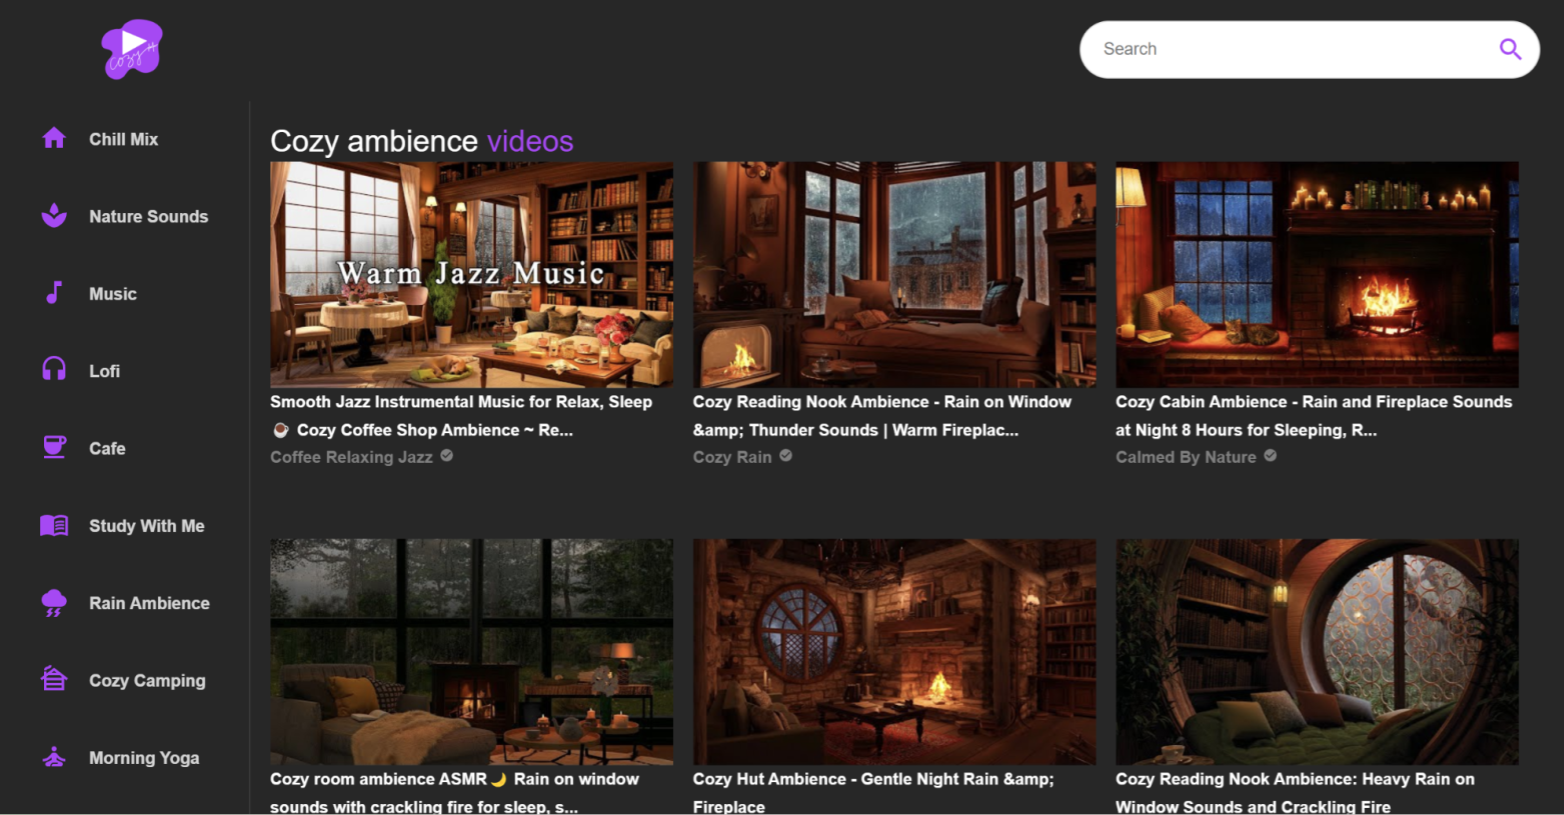 Cozy
Search
Chill Mix
Nature Sounds
Music
Lofi
Cafe
Study With Me
Rain Ambience
Cozy Camping
Morning Yoga
Cozy ambience videos
Warm Jazz Music
Smooth Jazz Instrumental Music for Relax, Sleep
☕ Cozy Coffee Shop Ambience ~ Re...
Coffee Relaxing Jazz
Cozy Reading Nook Ambience - Rain on Window
&amp; Thunder Sounds | Warm Fireplac...
Cozy Rain
Cozy Cabin Ambience - Rain and Fireplace Sounds
at Night 8 Hours for Sleeping, R...
Calmed By Nature
Cozy room ambience ASMR🌙 Rain on window
sounds with crackling fire for sleep, s...
Cozy Hut Ambience - Gentle Night Rain &amp;
Fireplace
Cozy Reading Nook Ambience: Heavy Rain on
Window Sounds and Crackling Fire